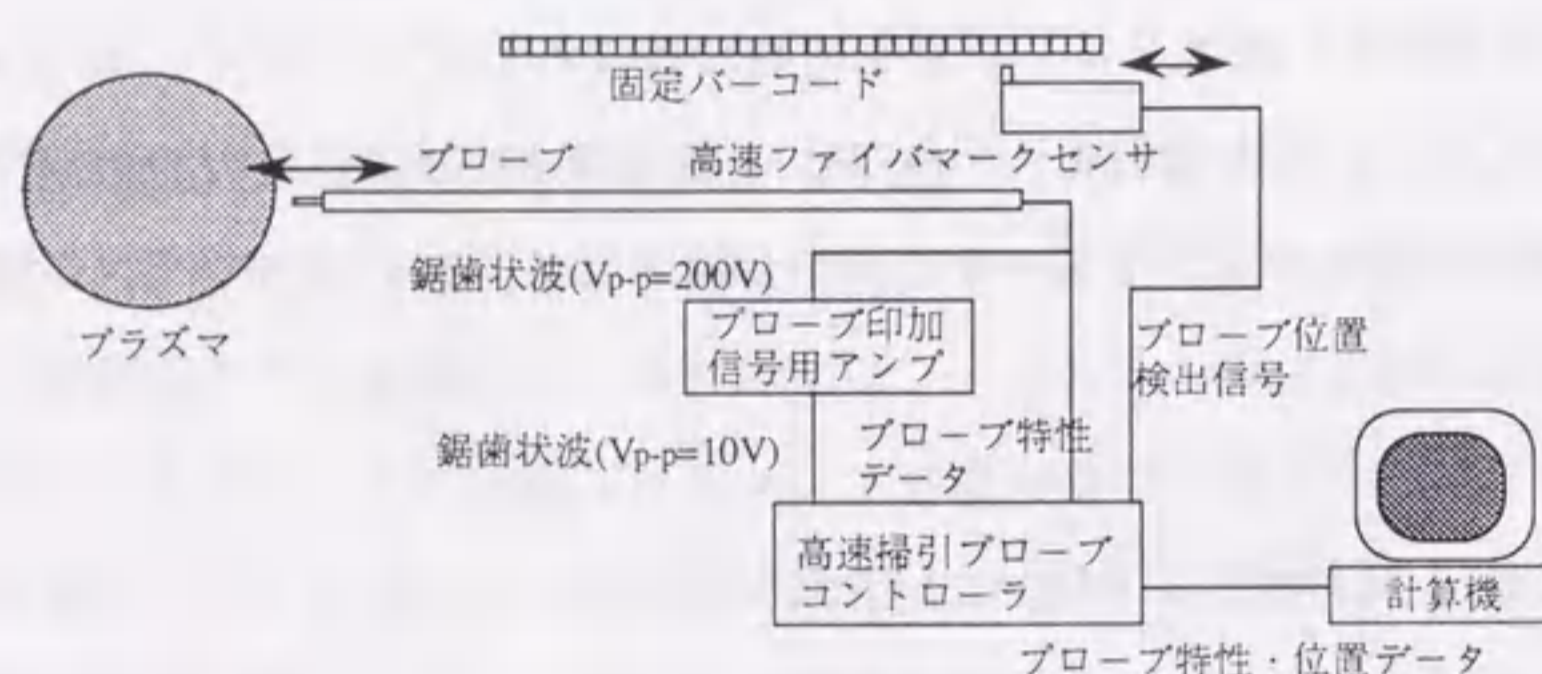 固定バーコード
プローブ
高速ファイバマークセンサ
プラズマ
鋸歯状波(Vp-p=200V)
プローブ印加
信号用アンプ
プローブ位置
検出信号
鋸歯状波(Vp-p=10V)
プローブ特性
データ
高速掃引プローブ
コントローラ
計算機
プローブ特性・位置データ